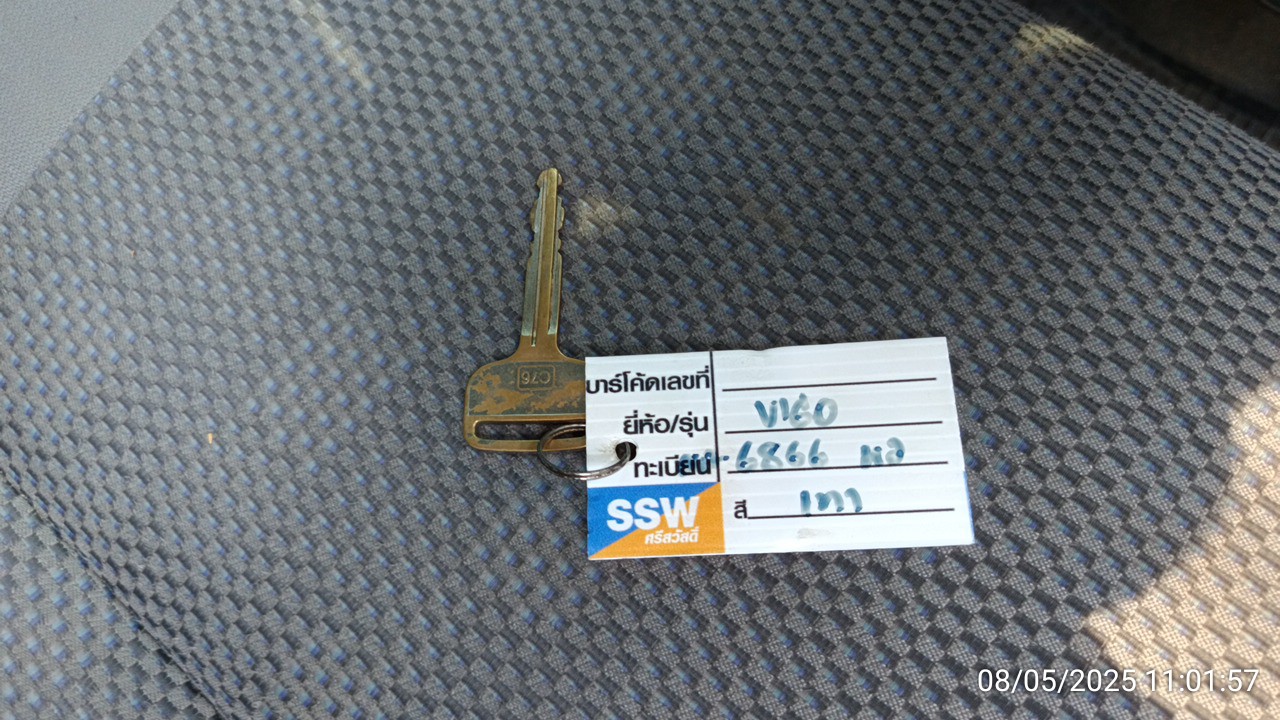 C76
บาร์โค้ดเลขที่
ยี่ห้อ/รุ่น VIGO
ทะเบียน -6866
สี เทา
SSW
ศรีสวัสดิ์
08/05/2025 11:01:57